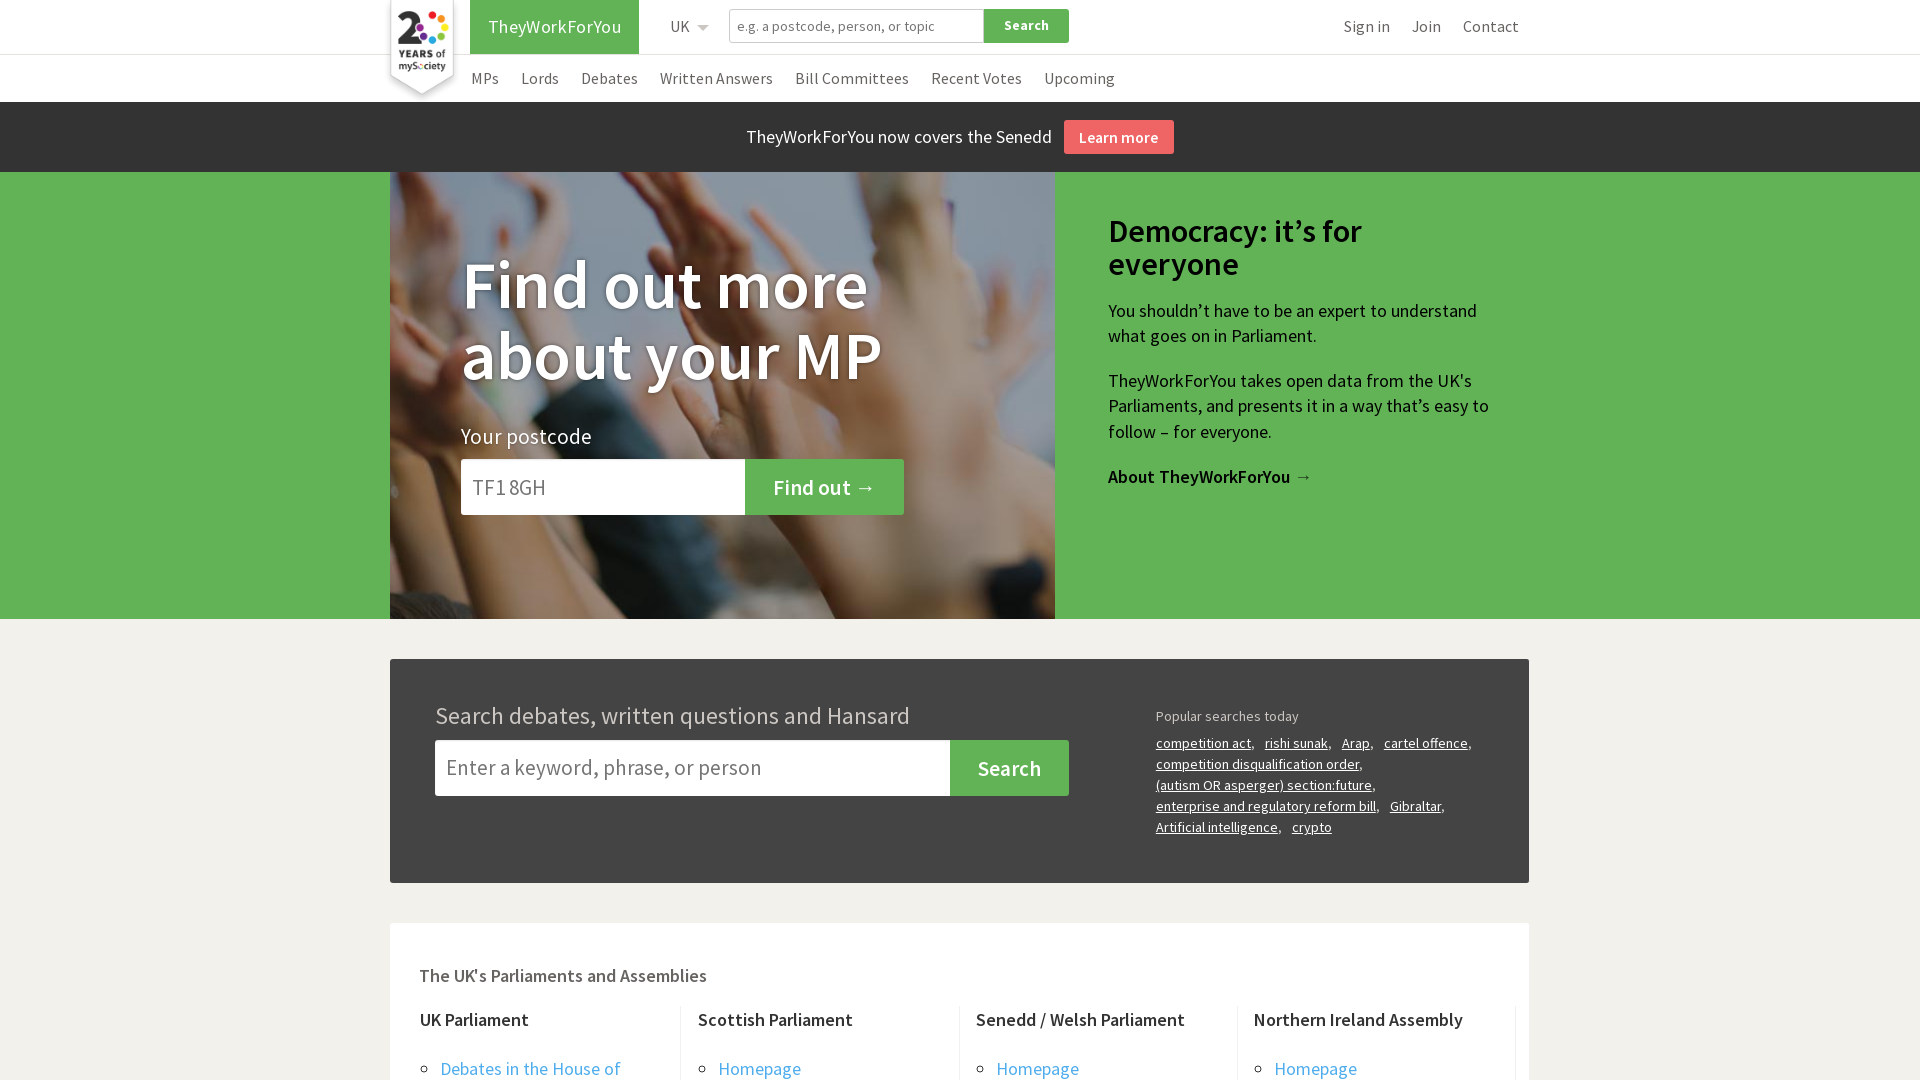 20
YEARS of
mySociety
TheyWorkForYou
UK
e.g. a postcode, person, or topic
Search
Sign in
Join
Contact
MPs
Lords
Debates
Written Answers
Bill Committees
Recent Votes
Upcoming
TheyWorkForYou now covers the Senedd
Learn more
Find out more
about your MP
Your postcode
TF1 8GH
Find out →
Democracy: it’s for
everyone
You shouldn’t have to be an expert to understand
what goes on in Parliament.
TheyWorkForYou takes open data from the UK's
Parliaments, and presents it in a way that’s easy to
follow – for everyone.
About TheyWorkForYou →
Search debates, written questions and Hansard
Enter a keyword, phrase, or person
Search
Popular searches today
competition act, rishi sunak, Arap, cartel offence,
competition disqualification order,
(autism OR asperger) section:future,
enterprise and regulatory reform bill, Gibraltar,
Artificial intelligence, crypto
The UK's Parliaments and Assemblies
UK Parliament
Debates in the House of
Scottish Parliament
Homepage
Senedd / Welsh Parliament
Homepage
Northern Ireland Assembly
Homepage